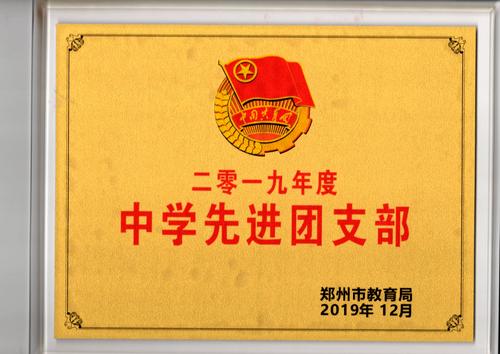 中国共青团
二零一九年度
中学先进团支部
郑州市教育局
2019年 12月